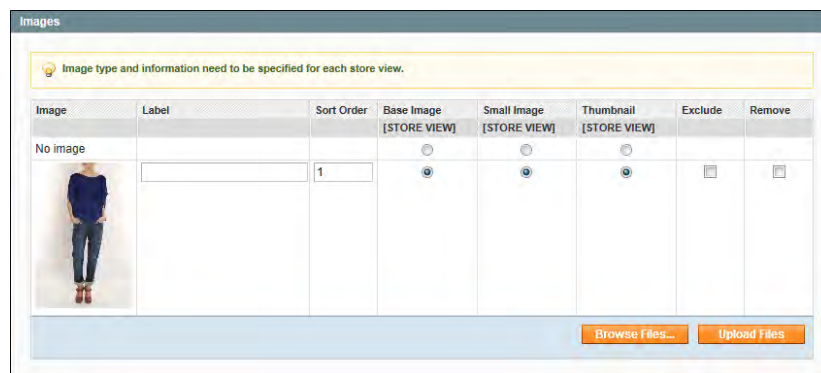 Images
Image type and information need to be specified for each store view.
Image Label Sort Order Base Image Small Image Thumbnail Exclude Remove
[STORE VIEW] [STORE VIEW] [STORE VIEW]
No image
1
Browse Files... Upload Files